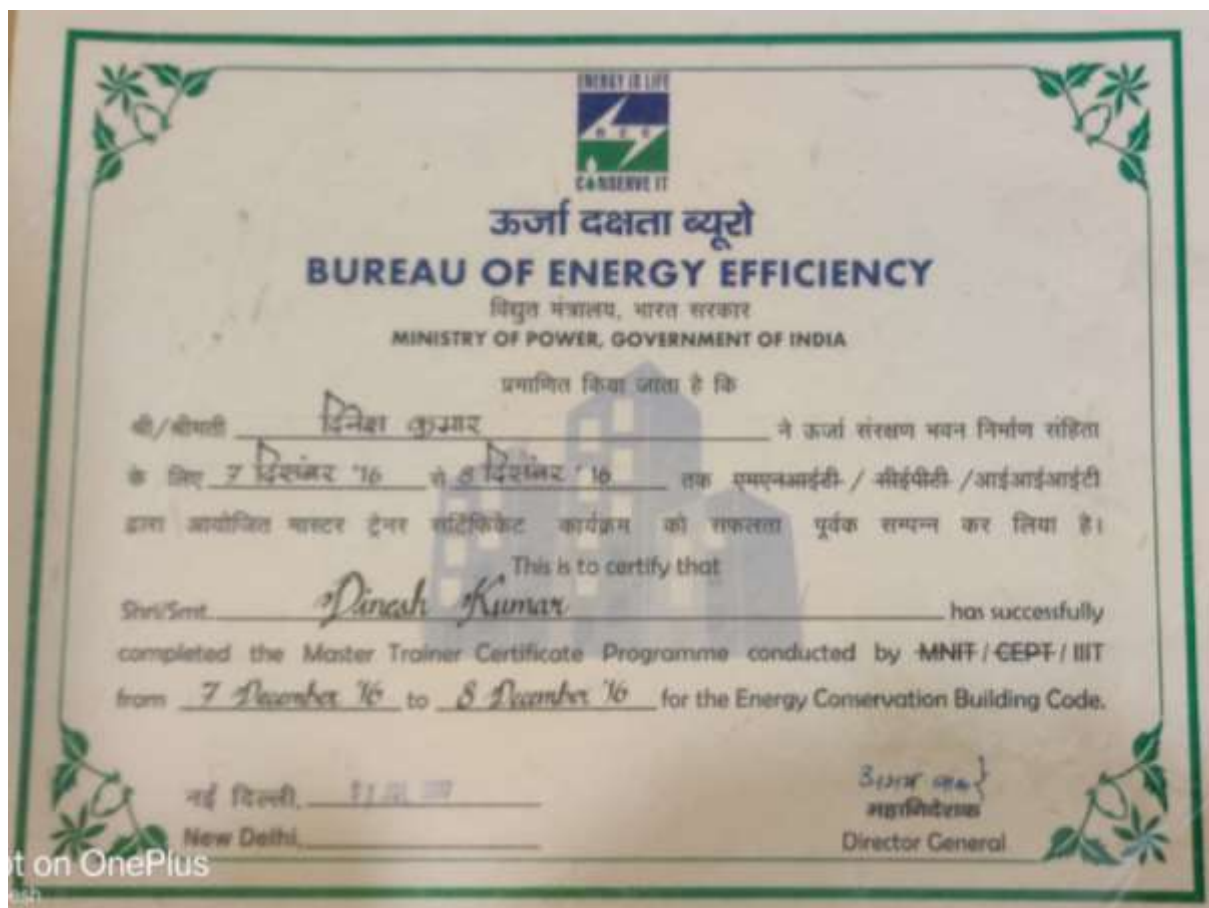 ENERGY IS LIFE
BEE
CONSERVE IT
ऊर्जा दक्षता ब्यूरो
BUREAU OF ENERGY EFFICIENCY
विद्युत मंत्रालय, भारत सरकार
MINISTRY OF POWER, GOVERNMENT OF INDIA
प्रमाणित किया जाता है कि
श्री/श्रीमती दिनेश कुमार ने ऊर्जा संरक्षण भवन निर्माण संहिता
के लिए 7 दिसंबर '16 से 8 दिसंबर '16 तक एमएनआईटी / सीईपीटी /आईआईआईटी
द्वारा आयोजित मास्टर ट्रेनर सर्टिफिकेट कार्यक्रम को सफलता पूर्वक सम्पन्न कर लिया है।
This is to certify that
Shri/Smt. Dinesh Kumar has successfully
completed the Master Trainer Certificate Programme conducted by MNIT / CEPT / IIIT
from 7 December '16 to 8 December '16 for the Energy Conservation Building Code.
नई दिल्ली,
New Delhi,
महानिदेशक
Director General
ot on OnePlus
esh